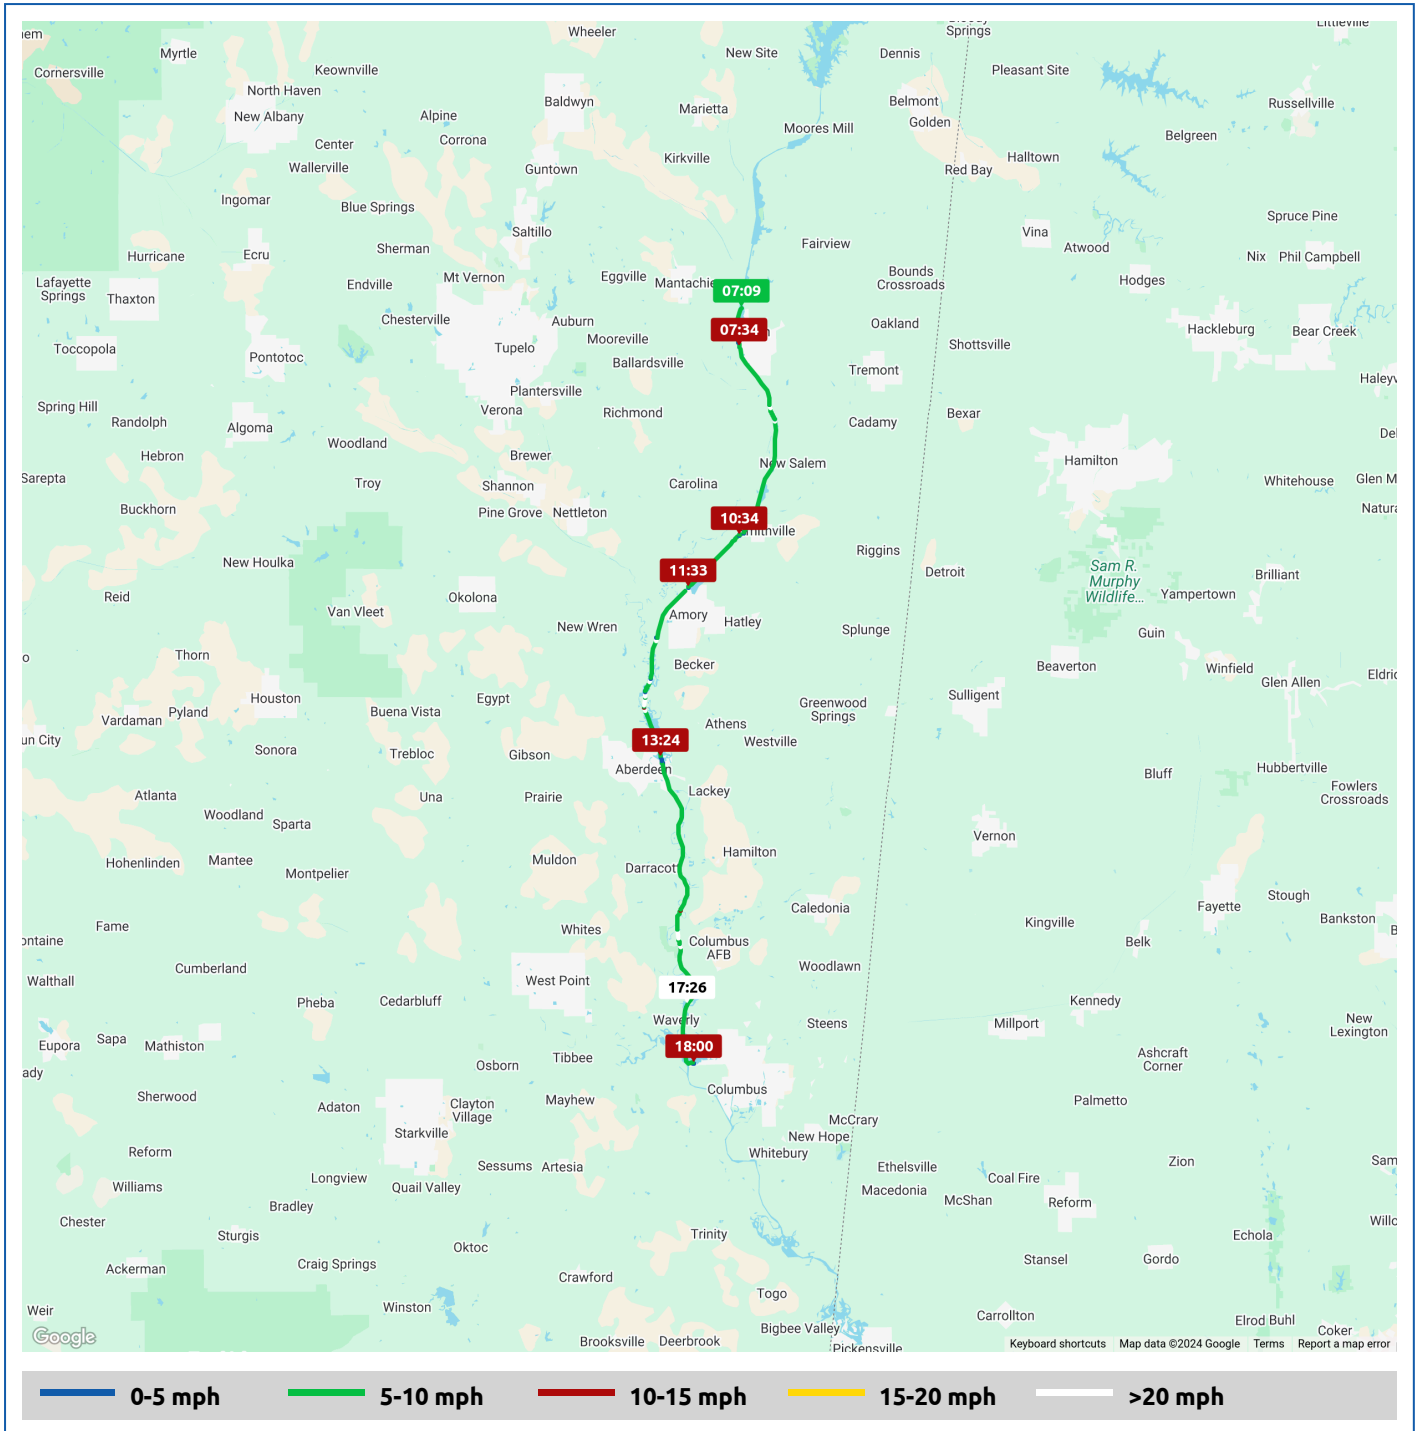 Wheeler
Littleville
Springs
Myrtle
New Site
Dennis
Cornersville
Keownville
Pleasant Site
North Haven
Baldwyn
Marietta
Belmont
Russellville
New Albany
Alpine
Golden
Moores Mill
Belgreen
Center
Corrona
Wallerville
Guntown
Kirkville
Halltown
Red Bay
Ingomar
Blue Springs
Saltillo
Spruce Pine
Vina
Hurricane
Ecru
Sherman
Fairview
Atwood
Nix
Phil Campbell
Lafayette
Springs
Thaxton
Endville
Mt Vernon
Eggville
Mantachie
Bounds
Crossroads
Hodges
07:09
Chesterville
Auburn
Mooreville
07:34
Oakland
Hackleburg
Bear Creek
Toccopola
Pontotoc
Tupelo
Ballardsville
Shottsville
Tremont
Haleyv
Plantersville
Spring Hill
Randolph
Algoma
Verona
Richmond
Cadamy
Bexar
Del
Woodland
Hebron
Brewer
New Salem
Hamilton
Sarepta
Troy
Shannon
Carolina
Whitehouse
Glen M
Buckhorn
Pine Grove
Nettleton
10:34
Natura
mithville
Riggins
New Houlka
11:33
Detroit
Sam R.
Murphy
Wildlife...
Brilliant
Reid
Van Vleet
Okolona
Yampertown
New Wren
Amory
Hatley
Splunge
Guin
o
Thorn
Becker
Beaverton
Winfield
Glen Allen
Eldric
Houston
Egypt
Sulligent
Vardaman
Pyland
Buena Vista
Greenwood
Springs
un City
Sonora
Trebloc
Gibson
13:24
Athens
Westville
Aberdeen
Bluff
Hubbertville
Atlanta
Una
Prairie
Lackey
Fowlers
Crossroads
Woodland
Sparta
Vernon
Hohenlinden
Mantee
Montpelier
Muldon
Darracott
Hamilton
Stough
Caledonia
Fayette
Fame
Whites
Kingville
Bankston
B
ontaine
Columbus
AFB
Belk
Walthall
Cumberland
West Point
Woodlawn
Pheba
Cedarbluff
17:26
Kennedy
Eupora
Sapa
Mathiston
Waverly
Steens
Millport
New
Lexington
ady
Osborn
Tibbee
18:00
Ashcraft
Corner
Sherwood
Adaton
Clayton
Village
Mayhew
Columbus
Palmetto
Starkville
McCrary
New Hope
Reform
Sessums
Artesia
Whitebury
Zion
Sam
Williams
Longview
Quail Valley
Ethelsville
Macedonia
Coal Fire
McShan
Reform
Chester
Bradley
Sturgis
Trinity
Echola
Willo
Ackerman
Craig Springs
Oktoc
Crawford
Stansel
Gordo
Weir
Winston
Togo
Carrollton
Elrod
Buhl
Coker
Brooksville
Deerbrook
Bigbee Valley
Pickensville
Google
Keyboard shortcuts
Map data ©2024 Google
Terms
Report a map error
0-5 mph
5-10 mph
10-15 mph
15-20 mph
>20 mph